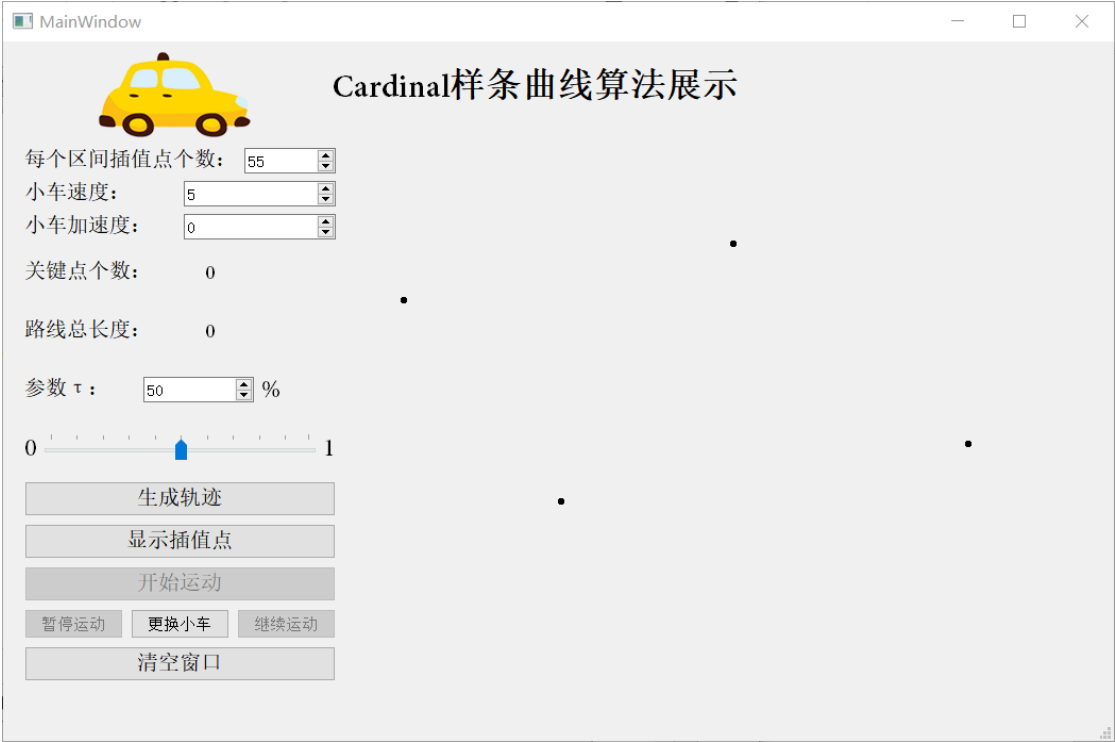 MainWindow
Cardinal样条曲线算法展示
每个区间插值点个数： 55
小车速度： 5
小车加速度： 0
关键点个数： 0
路线总长度： 0
参数τ： 50 %
0 1
生成轨迹
显示插值点
开始运动
暂停运动 更换小车 继续运动
清空窗口